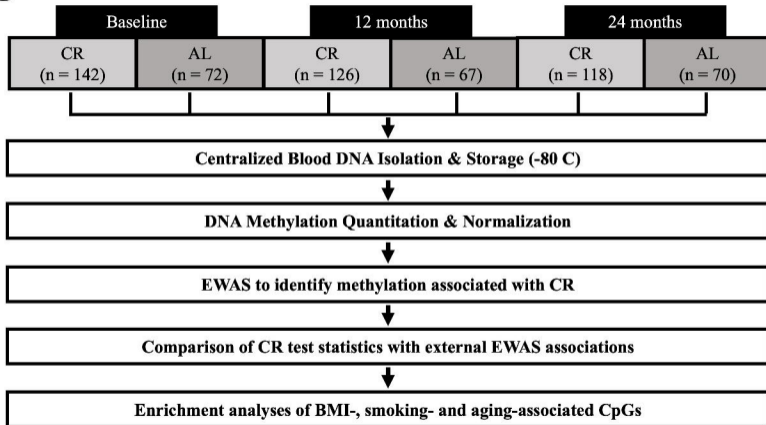 Baseline 12 months 24 months
CR AL CR AL CR AL
(n = 142) (n = 72) (n = 126) (n = 67) (n = 118) (n = 70)
Centralized Blood DNA Isolation & Storage (-80 C)
DNA Methylation Quantitation & Normalization
EWAS to identify methylation associated with CR
Comparison of CR test statistics with external EWAS associations
Enrichment analyses of BMI-, smoking- and aging-associated CpGs